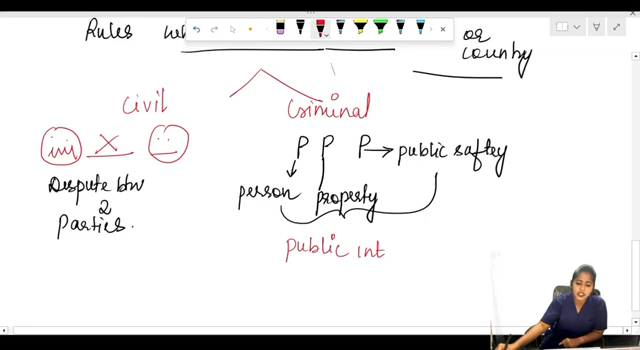 Rules
or
country
civil
Criminal
X
P P P → public saftey
Dispute btw
2
Parties.
person property
public int